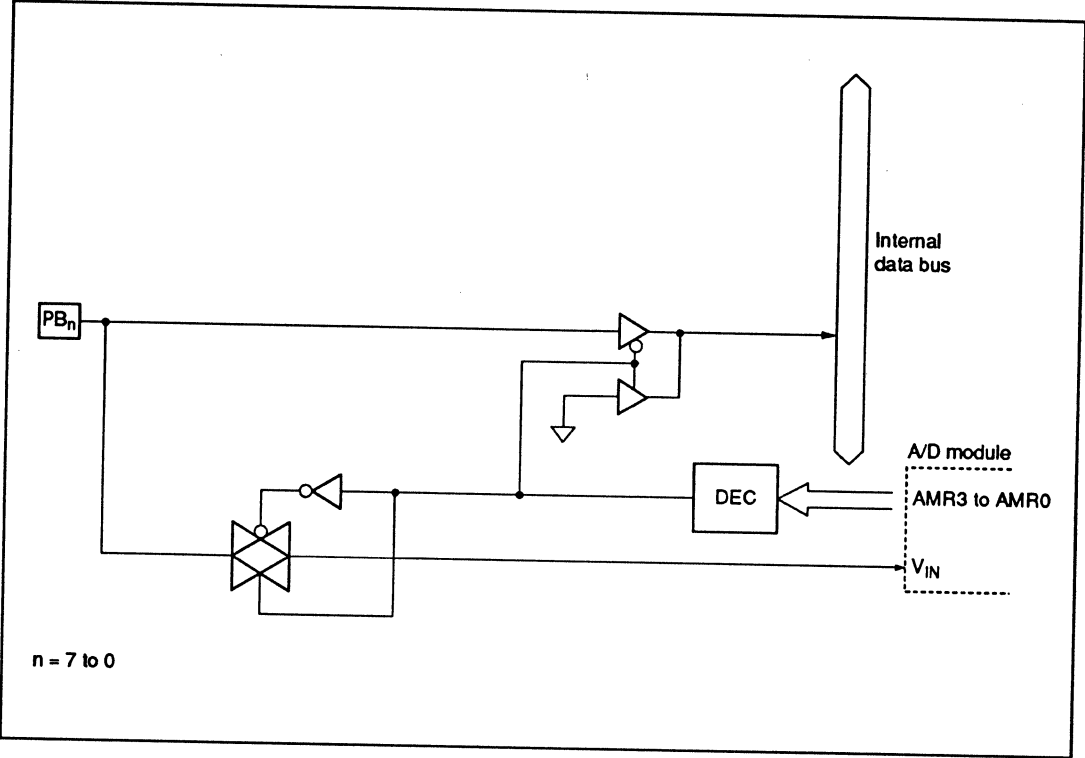 Internal
data bus
PBn
A/D module
DEC
AMR3 to AMR0
VIN
n = 7 to 0